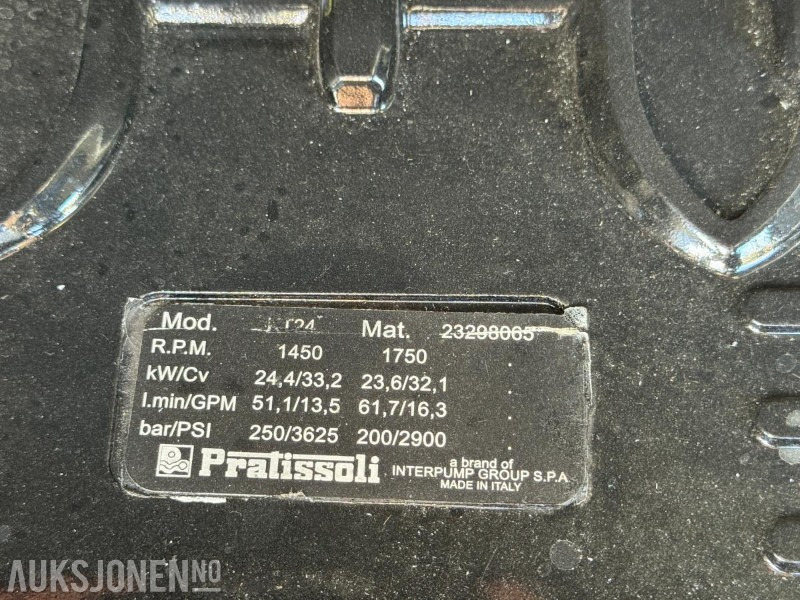 Mod. Mat. 23298065
R.P.M. 1450 1750
kW/Cv 24,4/33,2 23,6/32,1
l.min/GPM 51,1/13,5 61,7/16,3
bar/PSI 250/3625 200/2900
Pratissoli a brand of
INTERPUMP GROUP S.P.A
MADE IN ITALY
AUKSJONEN.NO